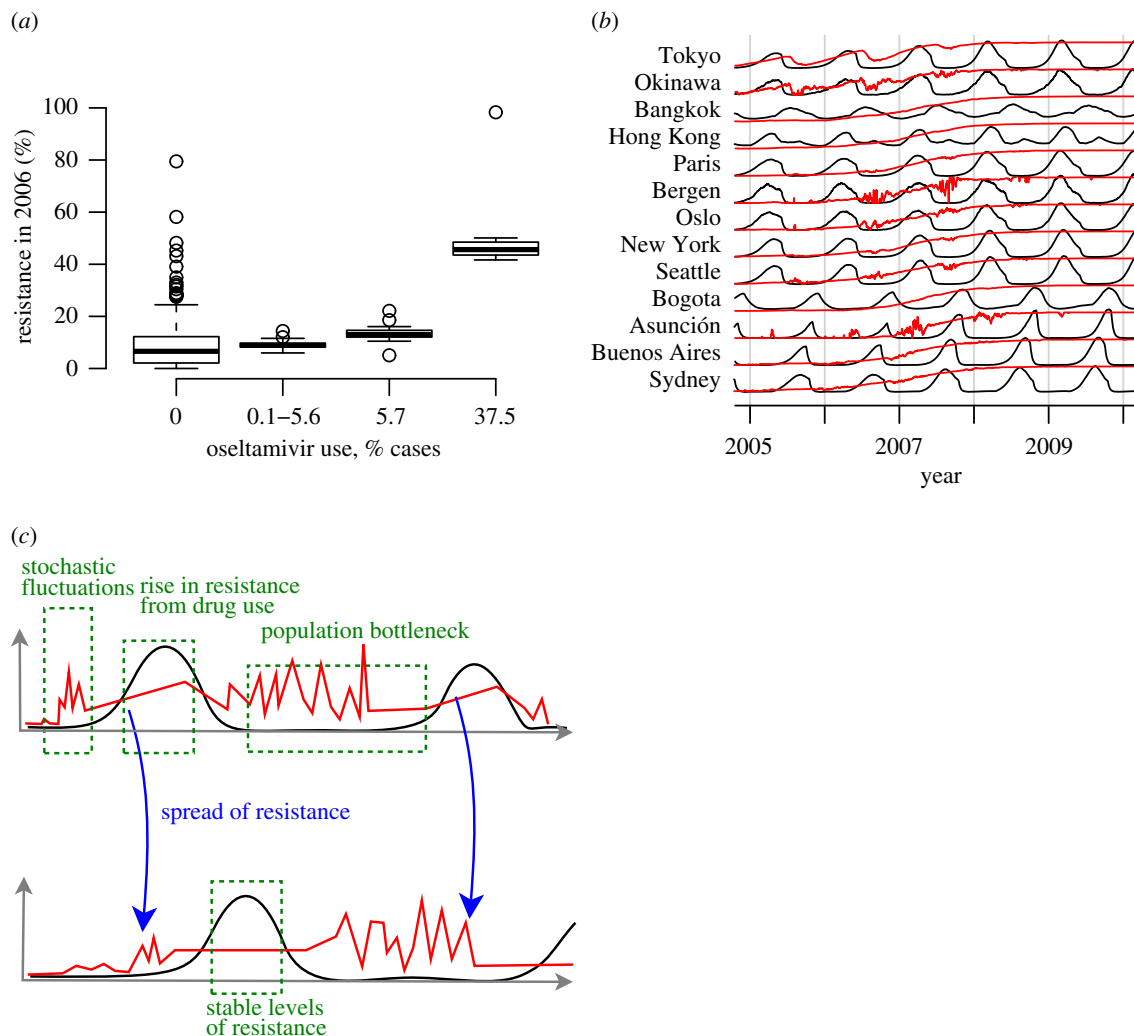 (a)
resistance in 2006 (%)
100
80
60
40
20
0
0
0.1–5.6
5.7
37.5
oseltamivir use, % cases
(b)
Tokyo
Okinawa
Bangkok
Hong Kong
Paris
Bergen
Oslo
New York
Seattle
Bogota
Asunción
Buenos Aires
Sydney
2005
2007
2009
year
(c)
stochastic
fluctuations
rise in resistance
from drug use
population bottleneck
spread of resistance
stable levels
of resistance